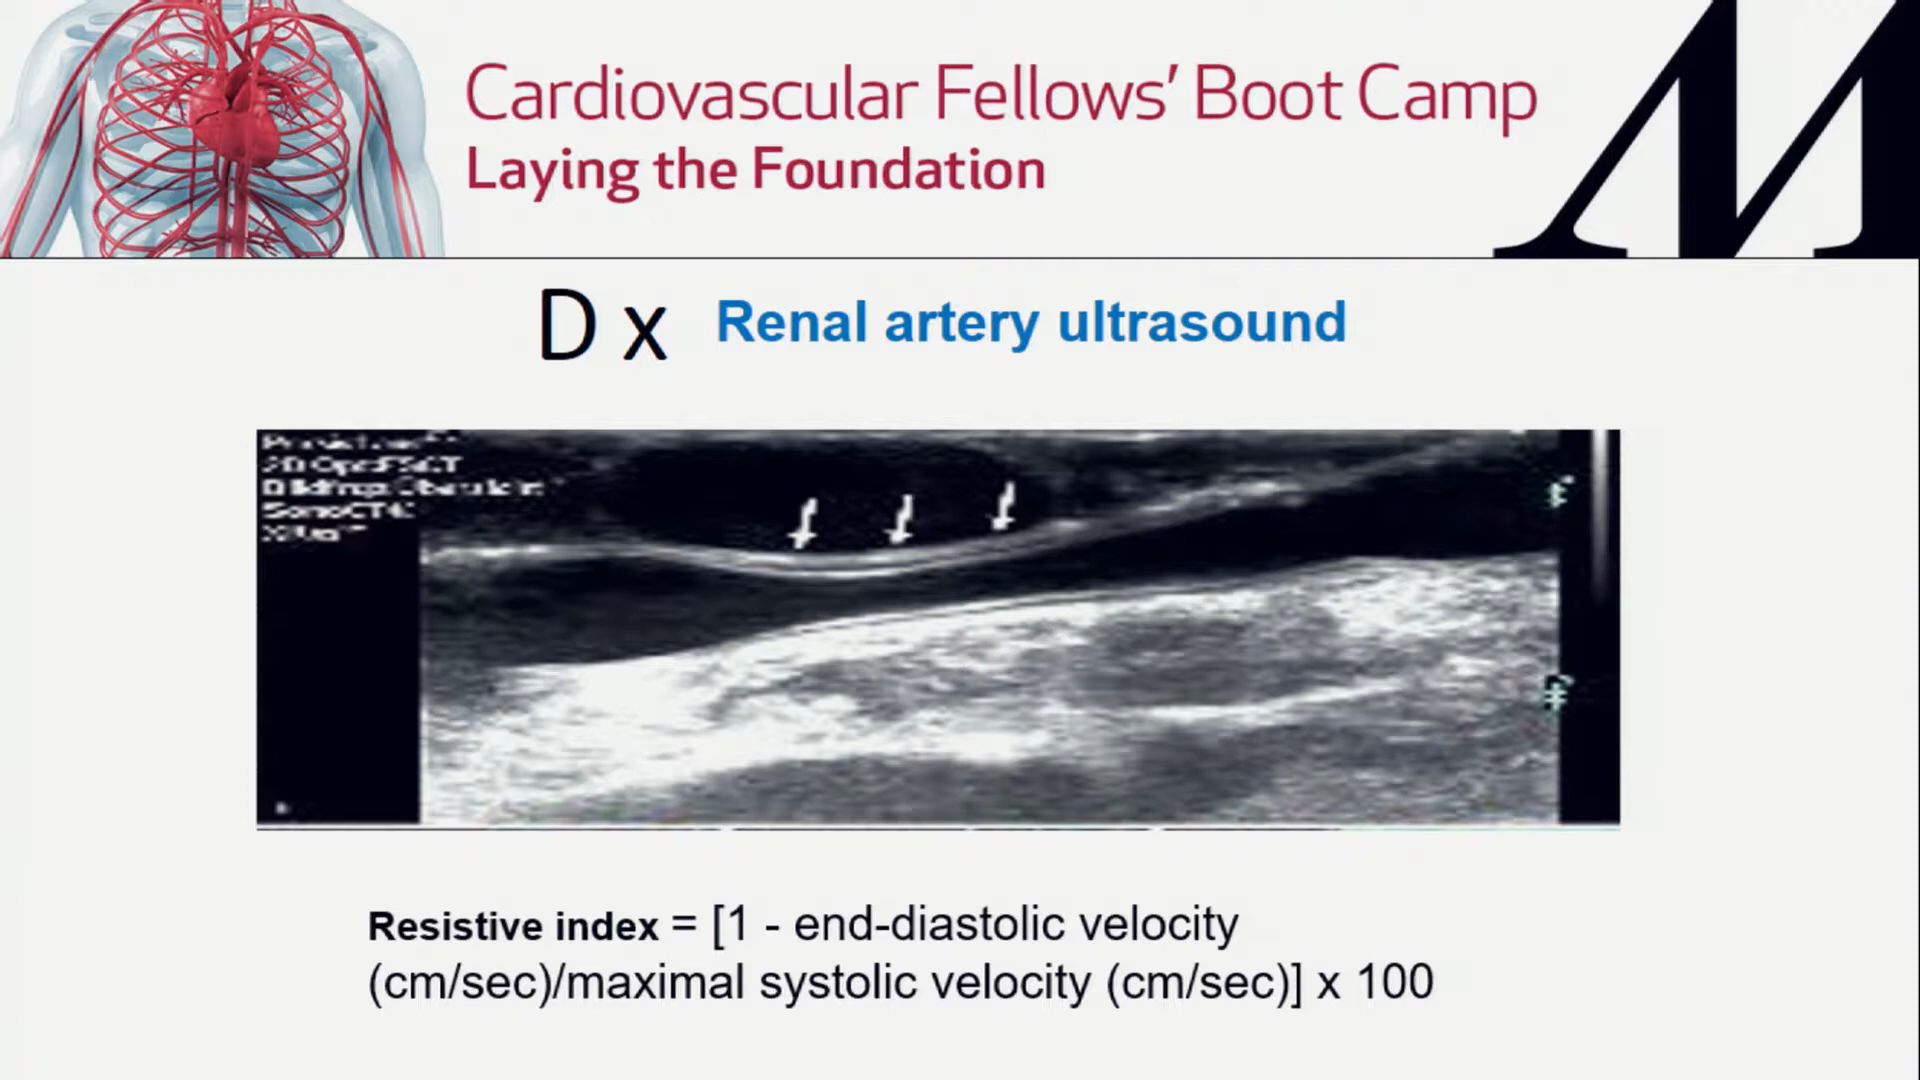 Cardiovascular Fellows' Boot Camp
Laying the Foundation
M
D x Renal artery ultrasound
SonoCT
Resistive index = [1 - end-diastolic velocity
(cm/sec)/maximal systolic velocity (cm/sec)] x 100